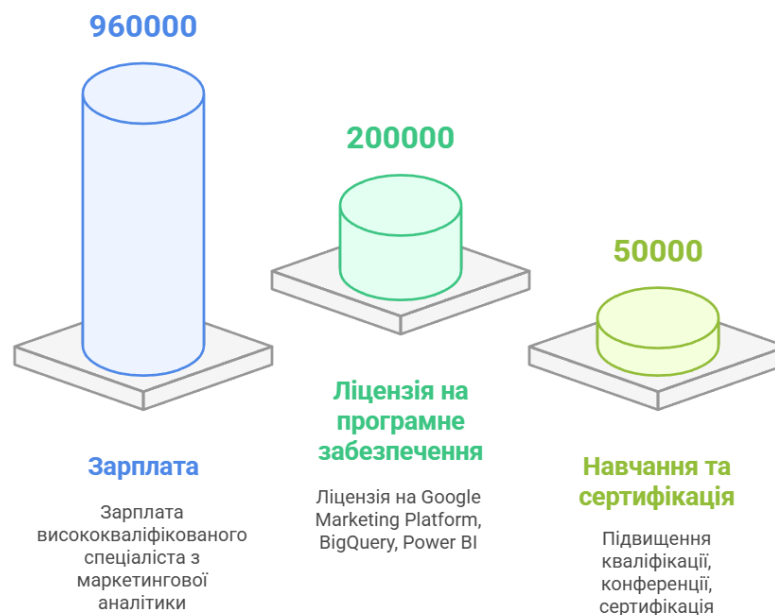 960000
Зарплата
Зарплата
висококваліфікованого
спеціаліста з
маркетингової
аналітики
200000
Ліцензія на
програмне
забезпечення
Ліцензія на Google
Marketing Platform,
BigQuery, Power BI
50000
Навчання та
сертифікація
Підвищення
кваліфікації,
конференції,
сертифікація